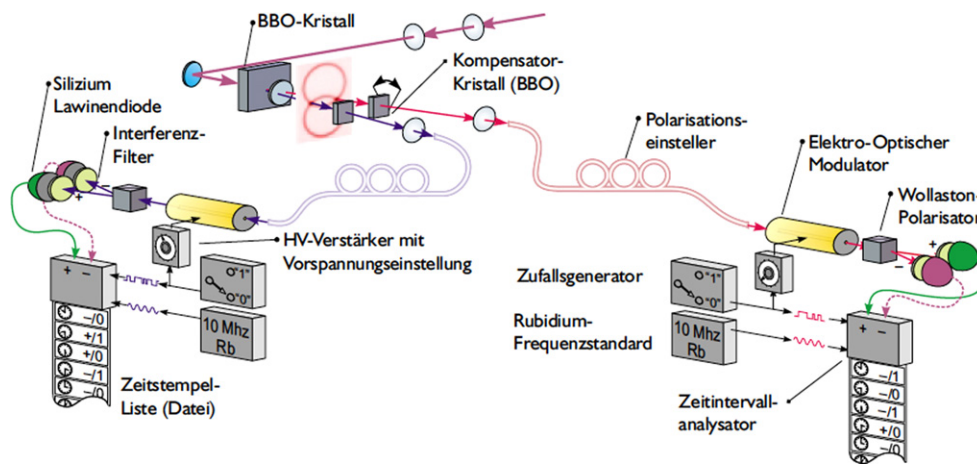 BBO-Kristall
Kompensator-
Kristall (BBO)
Silizium
Lawinendiode
Interferenz-
Filter
Polarisations-
einsteller
Elektro-Optischer
Modulator
Wollaston-
Polarisator
–
+
HV-Verstärker mit
Vorspannungseinstellung
+ –
"1"
"0"
10 Mhz
Rb
–/0
+/1
+/0
–/1
–/0
Zeitstempel-
Liste (Datei)
Zufallsgenerator
Rubidium-
Frequenzstandard
"1"
"0"
10 Mhz
Rb
+
–
+ –
Zeitintervall-
analysator
–/1
–/0
–/1
+/0
–/0